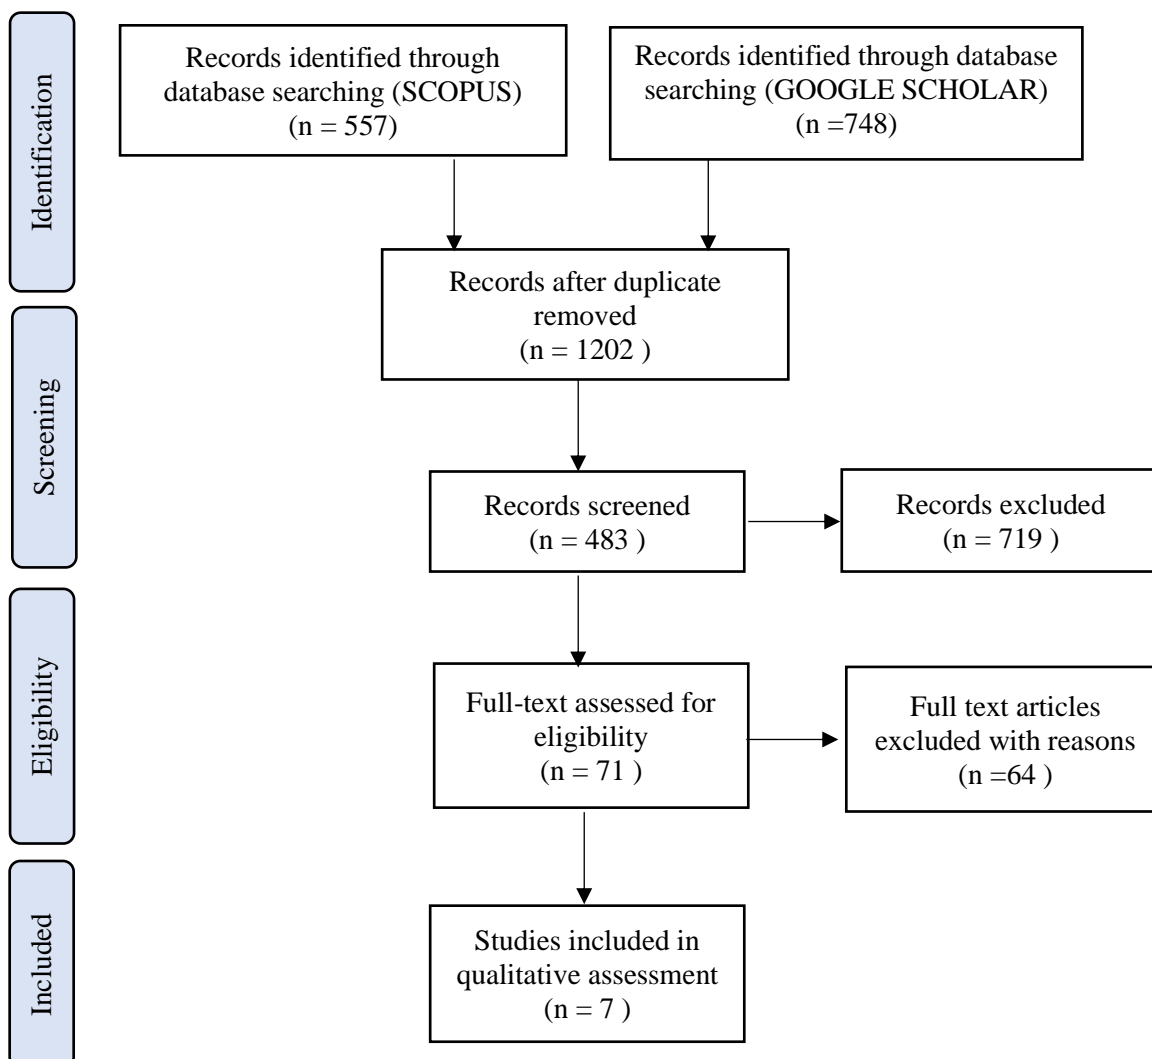 Identification
Records identified through
database searching (SCOPUS)
(n = 557)
Records identified through database
searching (GOOGLE SCHOLAR)
(n =748)
Records after duplicate
removed
(n = 1202 )
Screening
Records screened
(n = 483 )
Records excluded
(n = 719 )
Eligibility
Full-text assessed for
eligibility
(n = 71 )
Full text articles
excluded with reasons
(n =64 )
Included
Studies included in
qualitative assessment
(n = 7 )